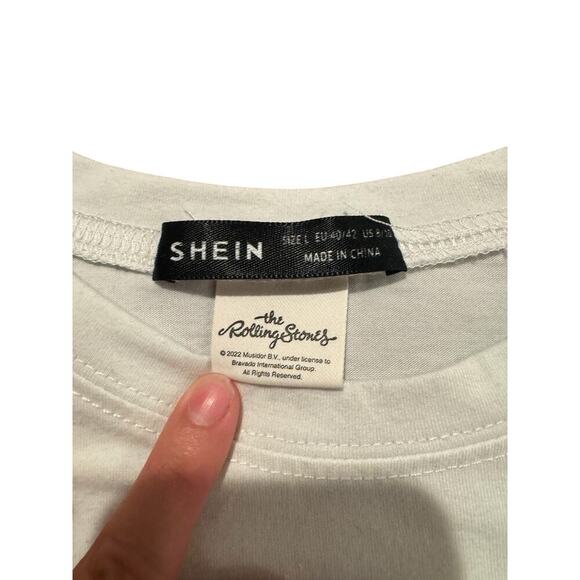 SHEIN
SIZE L EU 40/42 US 8/10
MADE IN CHINA
the
Rolling Stones
© 2022 Musidor B.V., under license to
Bravado International Group.
All Rights Reserved.